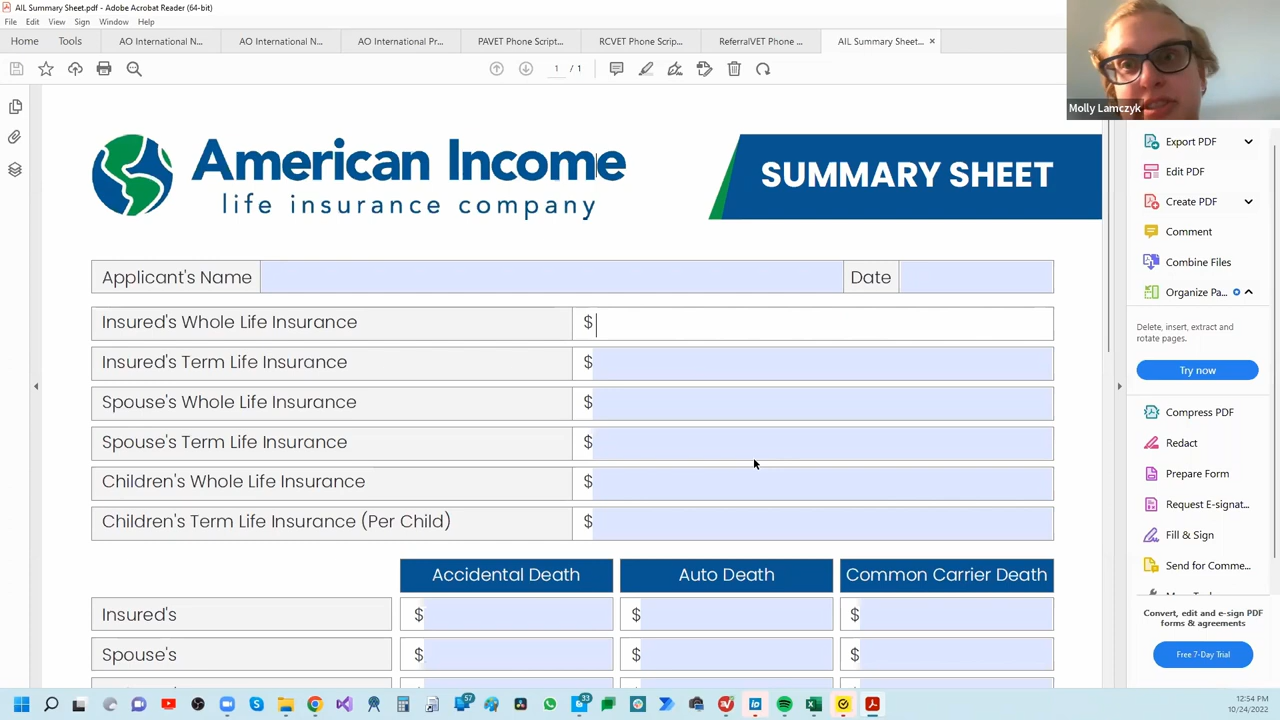 AIL Summary Sheet.pdf - Adobe Acrobat Reader (64-bit)
File Edit View Sign Window Help
Home Tools AO International N... AO International N... AO International Pr... PAVET Phone Script... RCVET Phone Scrip... ReferralVET Phone ... AIL Summary Sheet... ×
1 / 1
Molly Lamczyk
American Income
life insurance company
SUMMARY SHEET
Applicant's Name Date
Insured's Whole Life Insurance $
Insured's Term Life Insurance $
Spouse's Whole Life Insurance $
Spouse's Term Life Insurance $
Children's Whole Life Insurance $
Children's Term Life Insurance (Per Child) $
Accidental Death Auto Death Common Carrier Death
Insured's $ $ $
Spouse's $ $ $
Export PDF
Edit PDF
Create PDF
Comment
Combine Files
Organize Pa...
Delete, insert, extract and
rotate pages.
Try now
Compress PDF
Redact
Prepare Form
Request E-signat...
Fill & Sign
Send for Comme...
Convert, edit and e-sign PDF
forms & agreements
Free 7-Day Trial
57
33
12:54 PM
10/24/2022